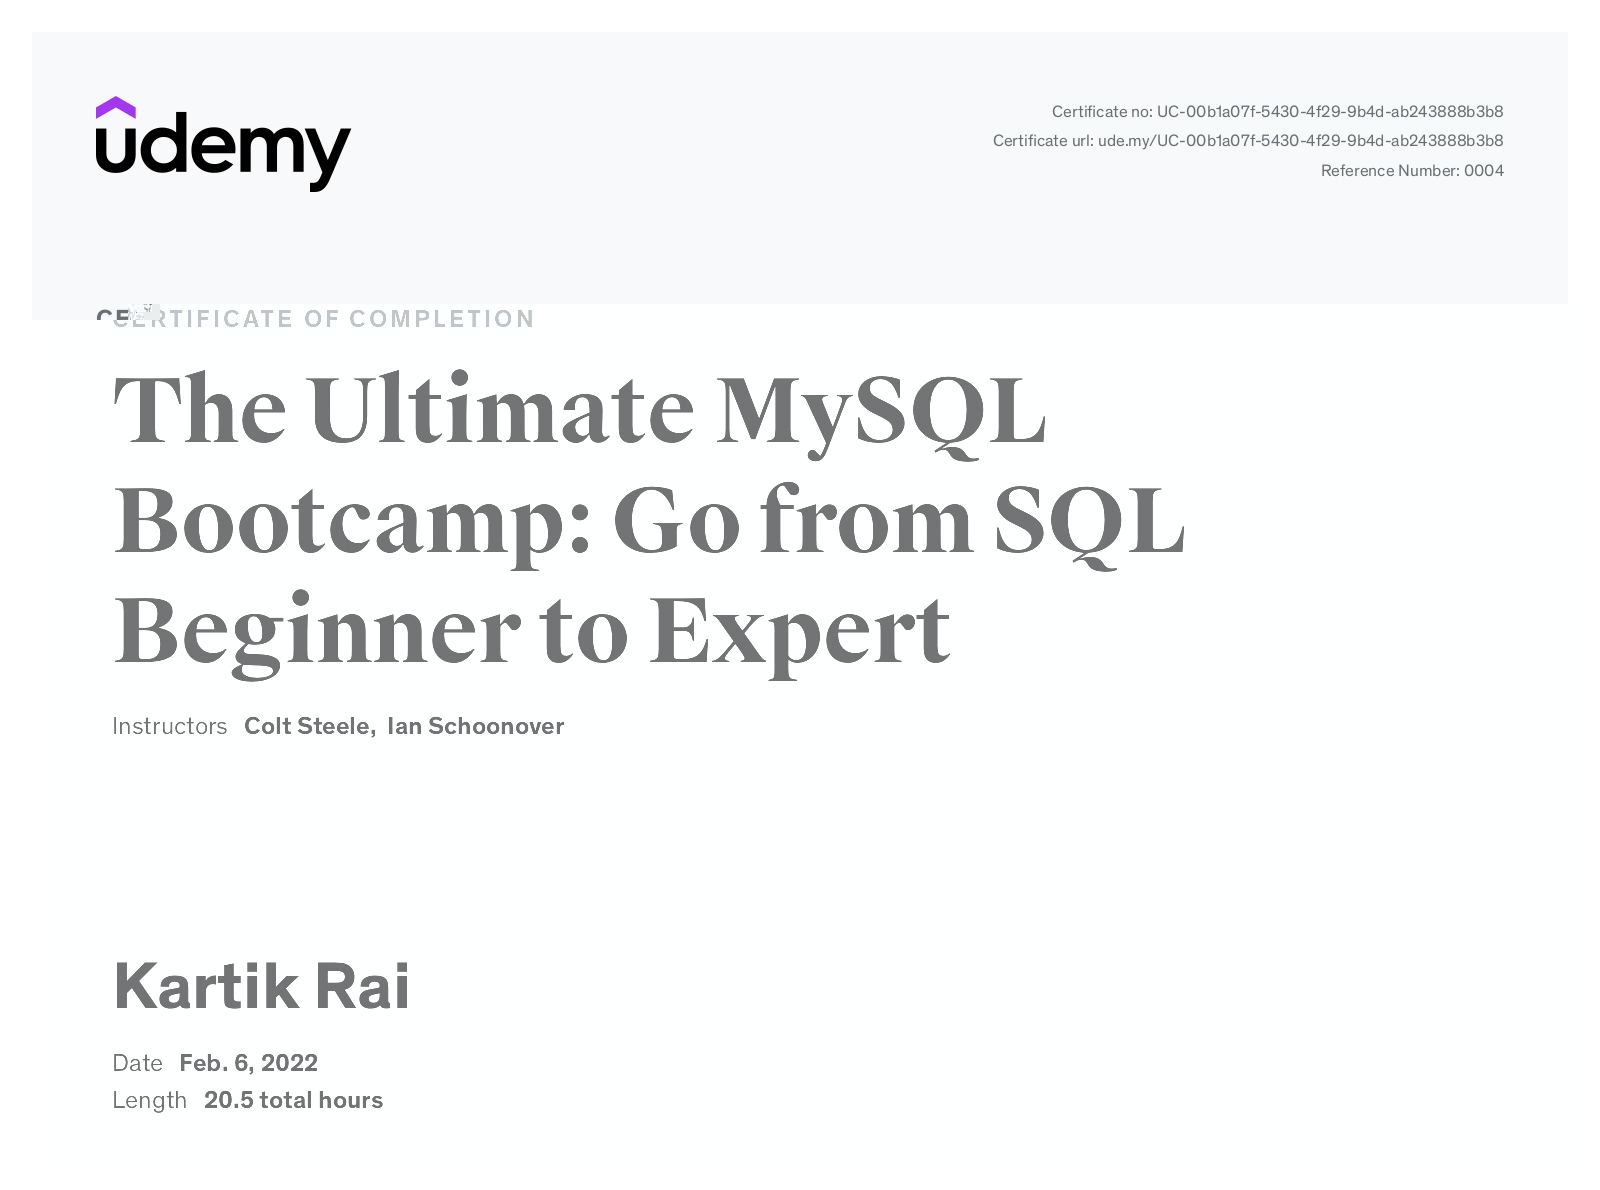 udemy
Certificate no: UC-00b1a07f-5430-4f29-9b4d-ab243888b3b8
Certificate url: ude.my/UC-00b1a07f-5430-4f29-9b4d-ab243888b3b8
Reference Number: 0004
CERTIFICATE OF COMPLETION
The Ultimate MySQL
Bootcamp: Go from SQL
Beginner to Expert
Instructors Colt Steele, Ian Schoonover
Kartik Rai
Date Feb. 6, 2022
Length 20.5 total hours